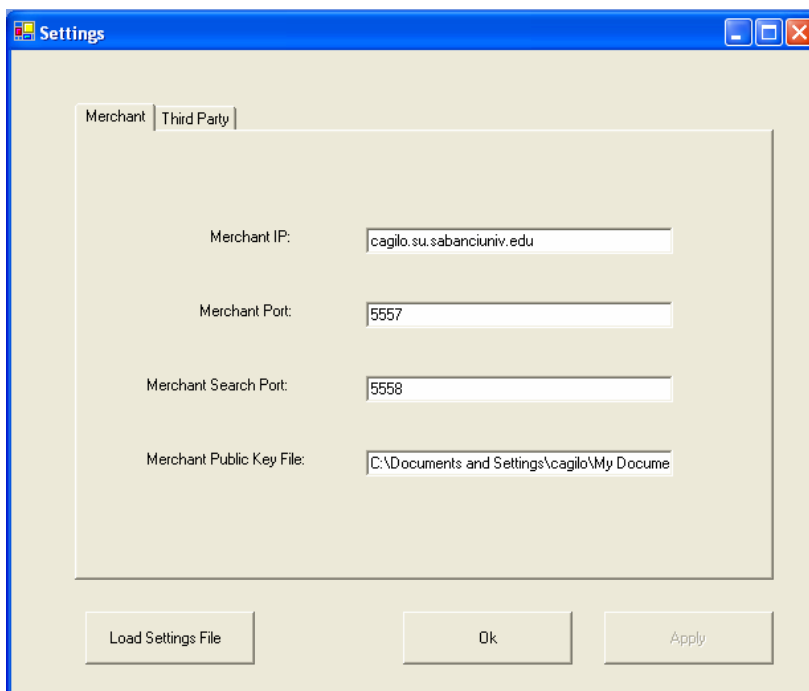 Settings
Merchant Third Party
Merchant IP: cagilo.su.sabanciuniv.edu
Merchant Port: 5557
Merchant Search Port: 5558
Merchant Public Key File: C:\Documents and Settings\cagilo\My Docume
Load Settings File Ok Apply